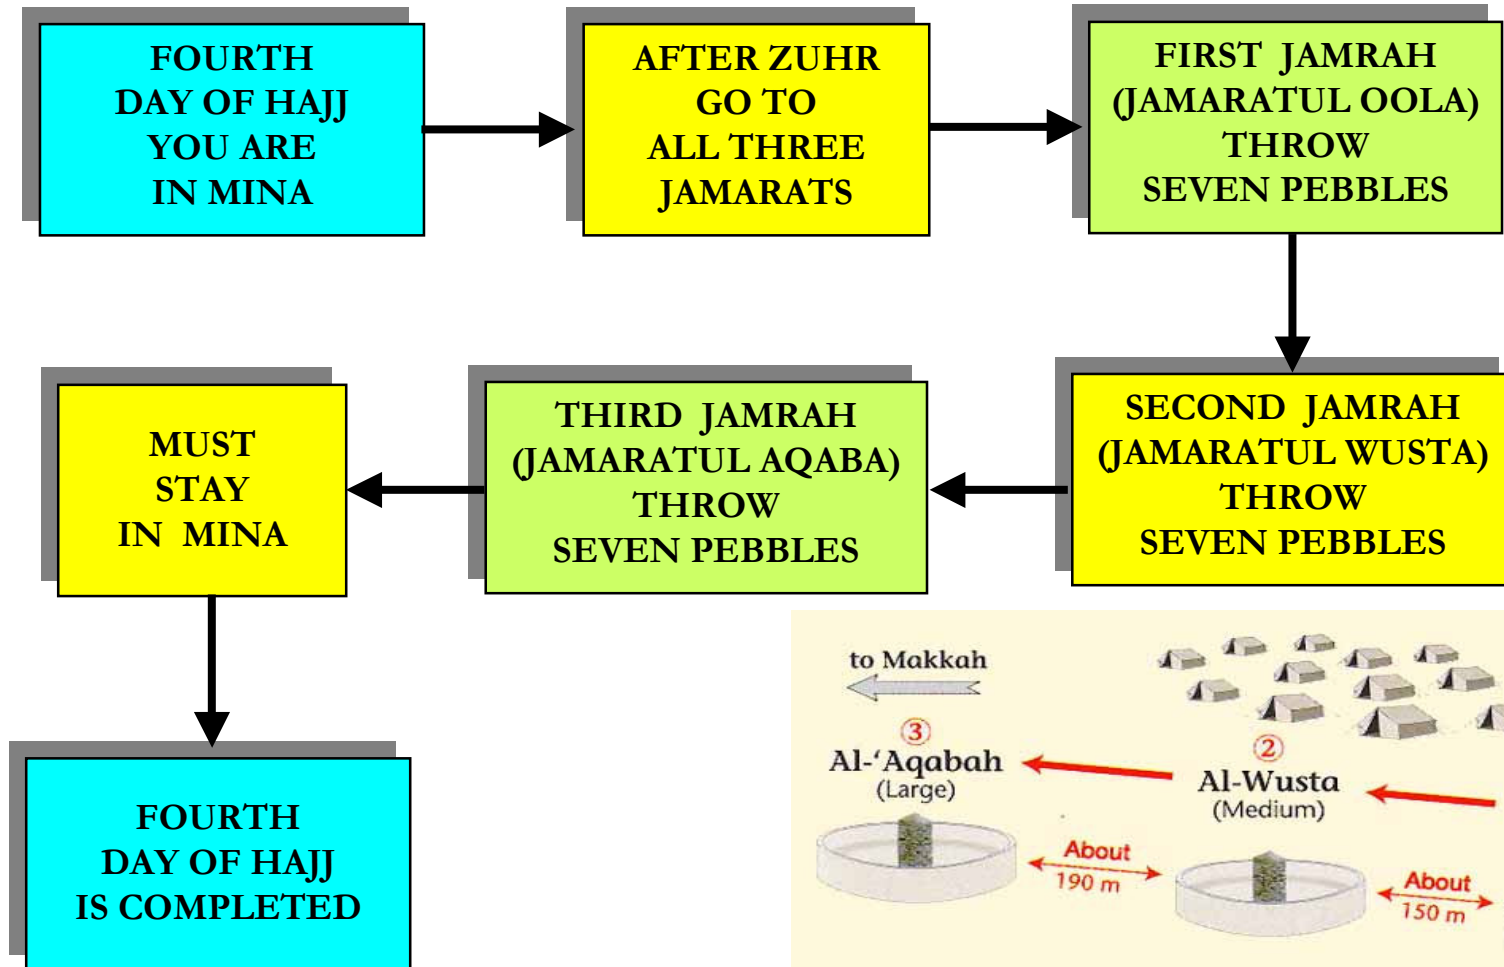 FOURTH
DAY OF HAJJ
YOU ARE
IN MINA
AFTER ZUHR
GO TO
ALL THREE
JAMARATS
FIRST JAMRAH
(JAMARATUL OOLA)
THROW
SEVEN PEBBLES
SECOND JAMRAH
(JAMARATUL WUSTA)
THROW
SEVEN PEBBLES
THIRD JAMRAH
(JAMARATUL AQABA)
THROW
SEVEN PEBBLES
MUST
STAY
IN MINA
FOURTH
DAY OF HAJJ
IS COMPLETED
to Makkah
3
Al-‘Aqabah
(Large)
2
Al-Wusta
(Medium)
About
190 m
About
150 m